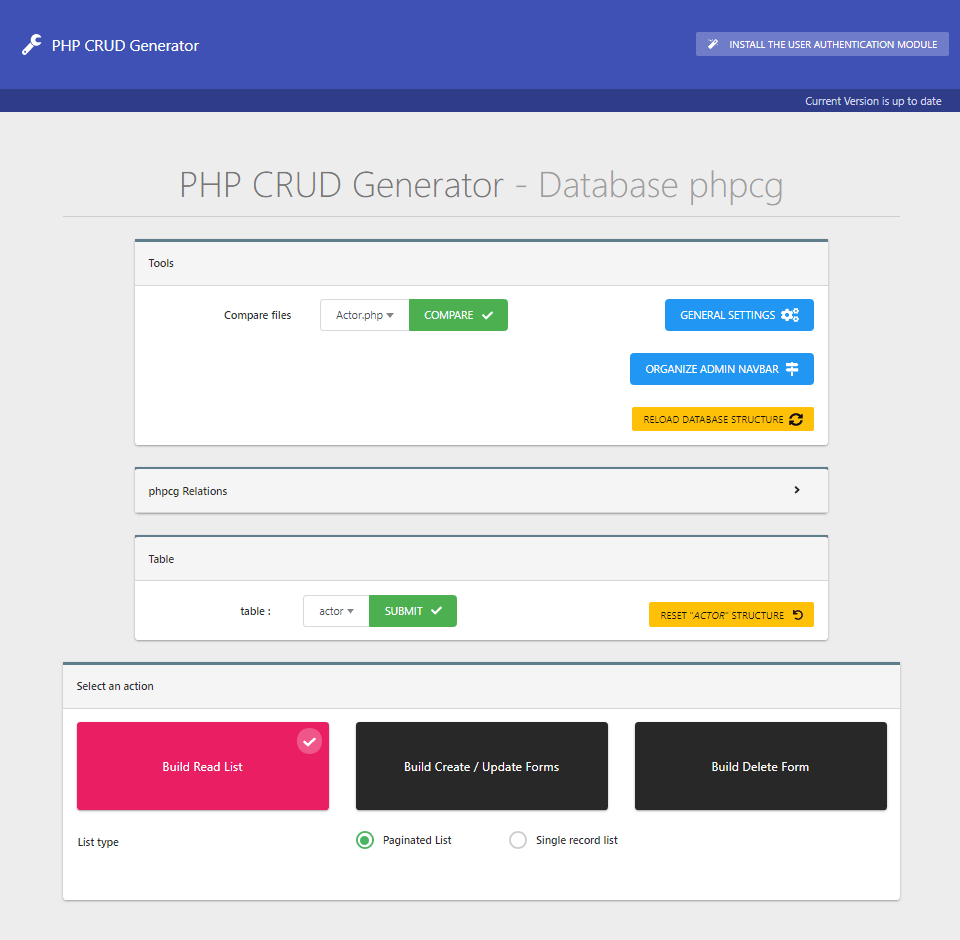 PHP CRUD Generator
INSTALL THE USER AUTHENTICATION MODULE
Current Version is up to date
PHP CRUD Generator - Database phpcg
Tools
Compare files
Actor.php
COMPARE
GENERAL SETTINGS
ORGANIZE ADMIN NAVBAR
RELOAD DATABASE STRUCTURE
phpcg Relations
Table
table :
actor
SUBMIT
RESET "ACTOR" STRUCTURE
Select an action
Build Read List
Build Create / Update Forms
Build Delete Form
List type
Paginated List
Single record list